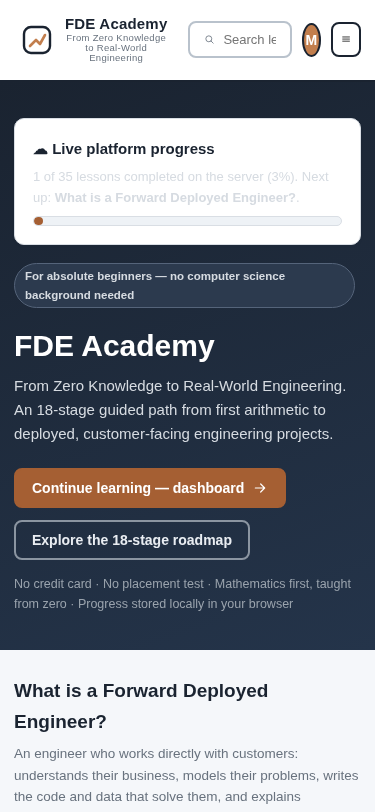 FDE Academy
From Zero Knowledge
to Real-World
Engineering
Search le
M
☁ Live platform progress
1 of 35 lessons completed on the server (3%). Next
up: What is a Forward Deployed Engineer?.
For absolute beginners — no computer science
background needed
FDE Academy
From Zero Knowledge to Real-World Engineering.
An 18-stage guided path from first arithmetic to
deployed, customer-facing engineering projects.
Continue learning — dashboard →
Explore the 18-stage roadmap
No credit card · No placement test · Mathematics first, taught
from zero · Progress stored locally in your browser
What is a Forward Deployed
Engineer?
An engineer who works directly with customers:
understands their business, models their problems, writes
the code and data that solve them, and explains